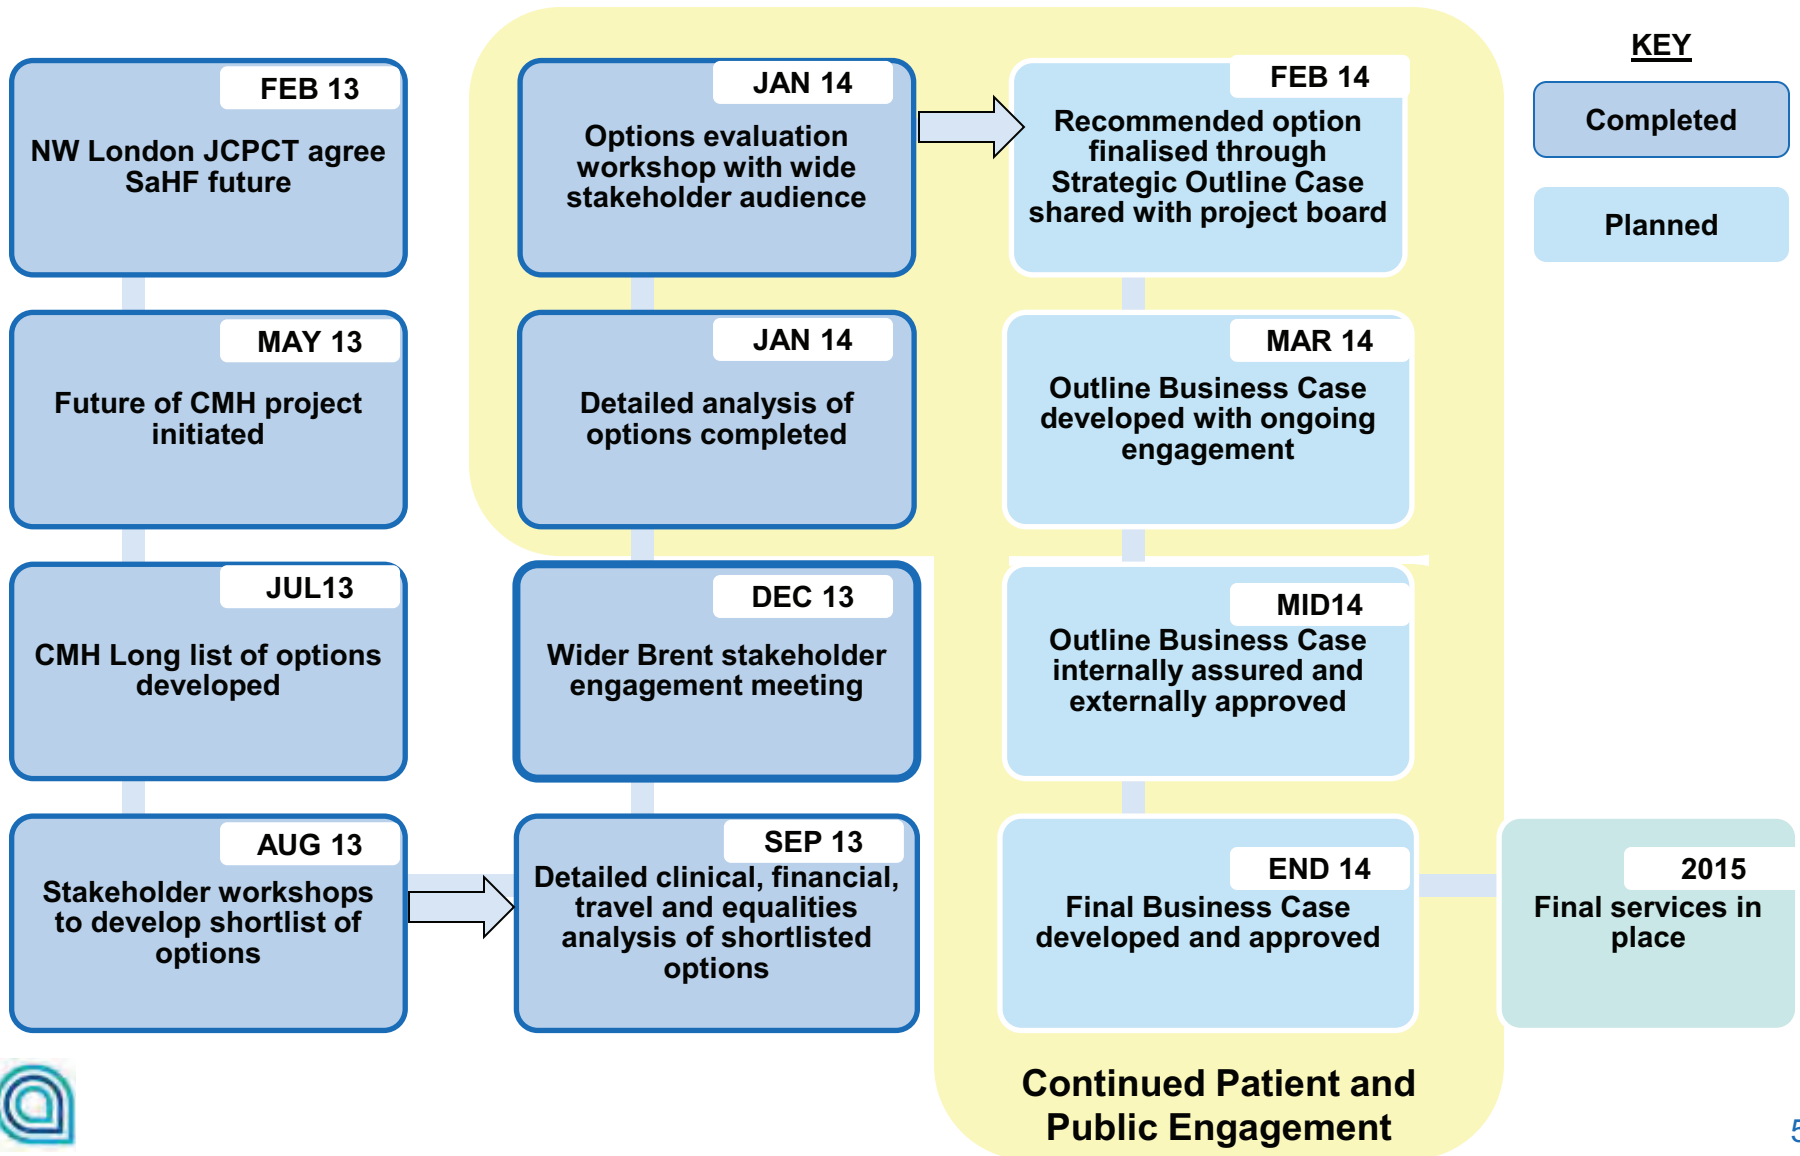 FEB 13
NW London JCPCT agree
SaHF future
MAY 13
Future of CMH project
initiated
JUL13
CMH Long list of options
developed
AUG 13
Stakeholder workshops
to develop shortlist of
options
SEP 13
Detailed clinical, financial,
travel and equalities
analysis of shortlisted
options
DEC 13
Wider Brent stakeholder
engagement meeting
JAN 14
Detailed analysis of
options completed
JAN 14
Options evaluation
workshop with wide
stakeholder audience
FEB 14
Recommended option
finalised through
Strategic Outline Case
shared with project board
MAR 14
Outline Business Case
developed with ongoing
engagement
MID14
Outline Business Case
internally assured and
externally approved
END 14
Final Business Case
developed and approved
2015
Final services in
place
Continued Patient and
Public Engagement
KEY
Completed
Planned
5